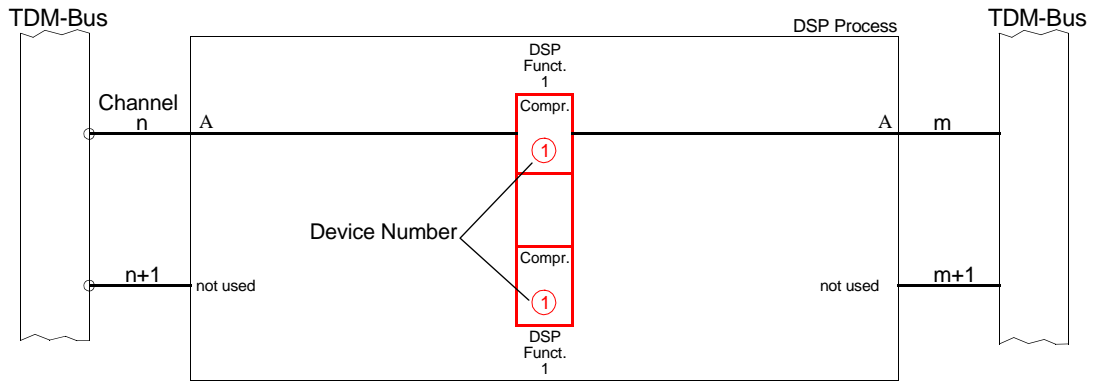 TDM-Bus
TDM-Bus
DSP Process
DSP
Funct.
1
Channel
n
A
Compr.
A
m
1
Device Number
n+1
not used
Compr.
not used
m+1
1
DSP
Funct.
1